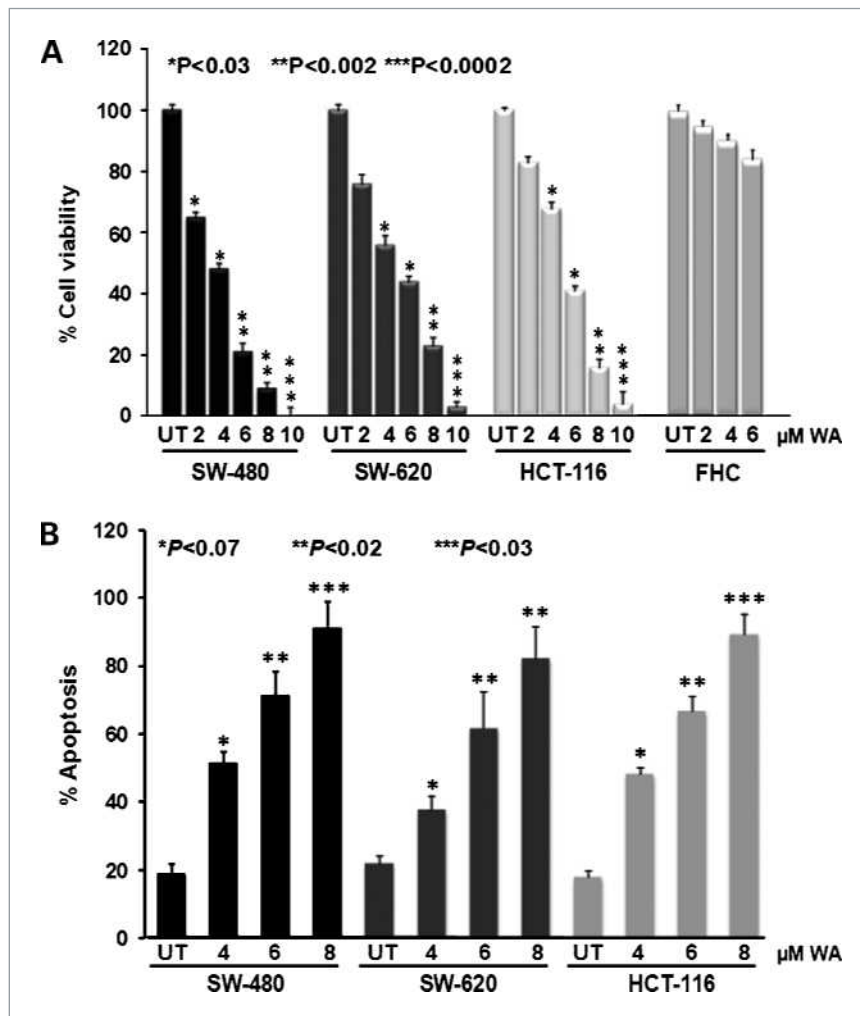 A
*P<0.03 **P<0.002 ***P<0.0002
% Cell viability
120
100
80
60
40
20
0
* * ** ** ***
* * ** ***
* * ** ***
UT 2 4 6 8 10 UT 2 4 6 8 10 UT 2 4 6 8 10 UT 2 4 6 µM WA
SW-480 SW-620 HCT-116 FHC
B
*P<0.07 **P<0.02 ***P<0.03
% Apoptosis
120
100
80
60
40
20
0
* ** ***
* ** **
* ** ***
UT 4 6 8 UT 4 6 8 UT 4 6 8 µM WA
SW-480 SW-620 HCT-116